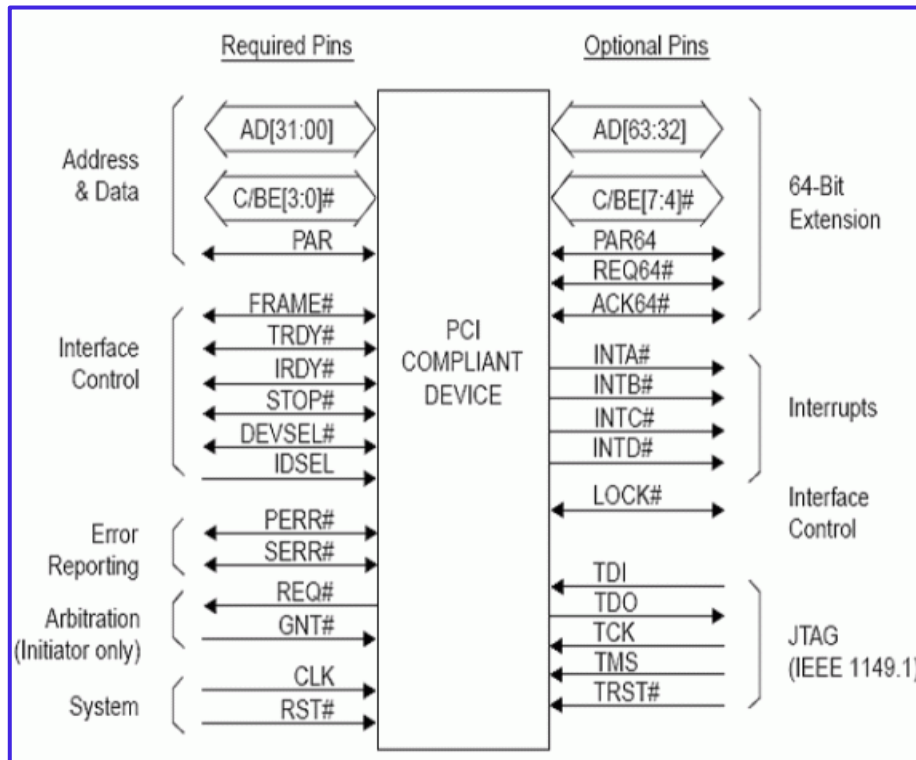 Required Pins
Optional Pins
Address
& Data
AD[31:00]
C/BE[3:0]#
PAR
Interface
Control
FRAME#
TRDY#
IRDY#
STOP#
DEVSEL#
IDSEL
Error
Reporting
PERR#
SERR#
Arbitration
(Initiator only)
REQ#
GNT#
System
CLK
RST#
PCI
COMPLIANT
DEVICE
AD[63:32]
C/BE[7:4]#
PAR64
REQ64#
ACK64#
64-Bit
Extension
INTA#
INTB#
INTC#
INTD#
Interrupts
LOCK#
Interface
Control
TDI
TDO
TCK
TMS
TRST#
JTAG
(IEEE 1149.1)